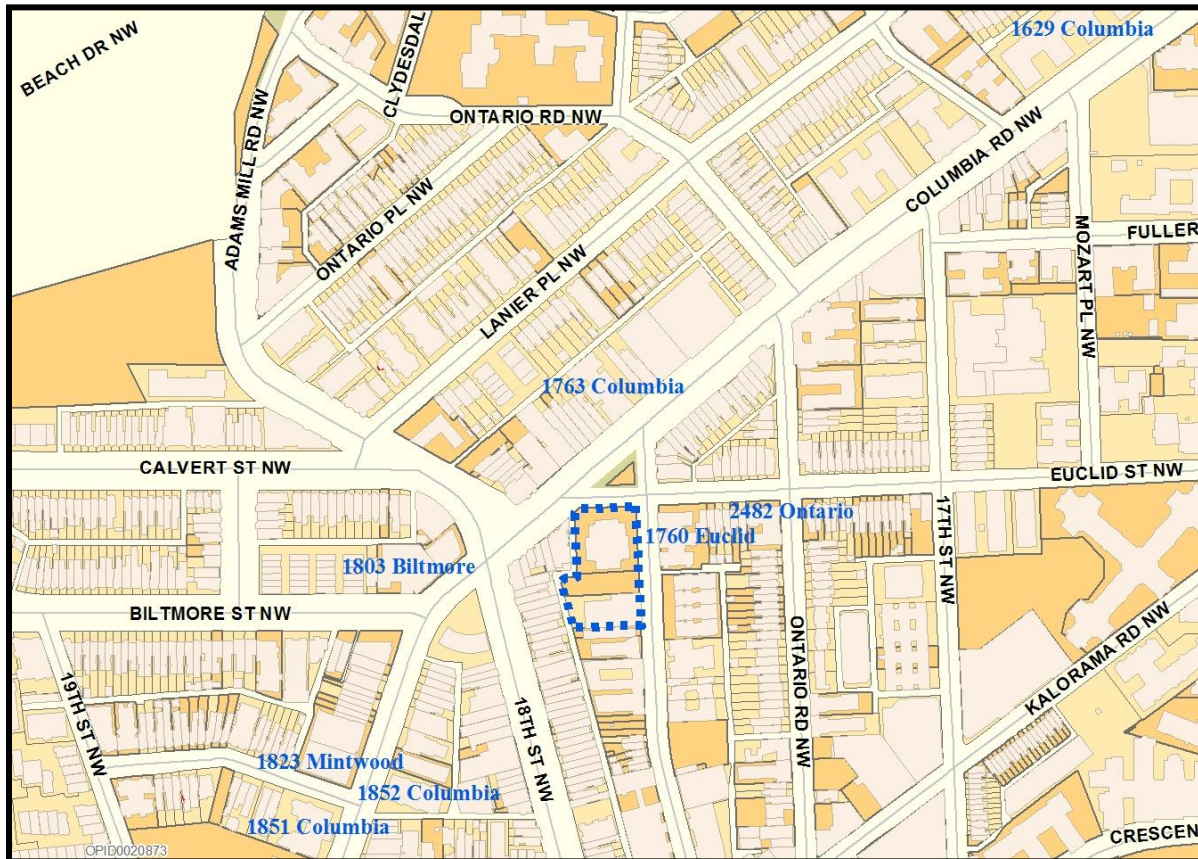 1629 Columbia
BEACH DR NW
CLYDESDAL
ONTARIO RD NW
COLUMBIA RD NW
ADAMS MILL RD NW
ONTARIO PL NW
MOZART PL NW
FULLER
LANIER PL NW
1763 Columbia
CALVERT ST NW
EUCLID ST NW
17TH ST NW
2482 Ontario
1760 Euclid
1803 Biltmore
BILTMORE ST NW
ONTARIO RD NW
KALORAMA RD NW
19TH ST NW
18TH ST NW
1823 Mintwood
1852 Columbia
1851 Columbia
CRESCEN
OPID0020873